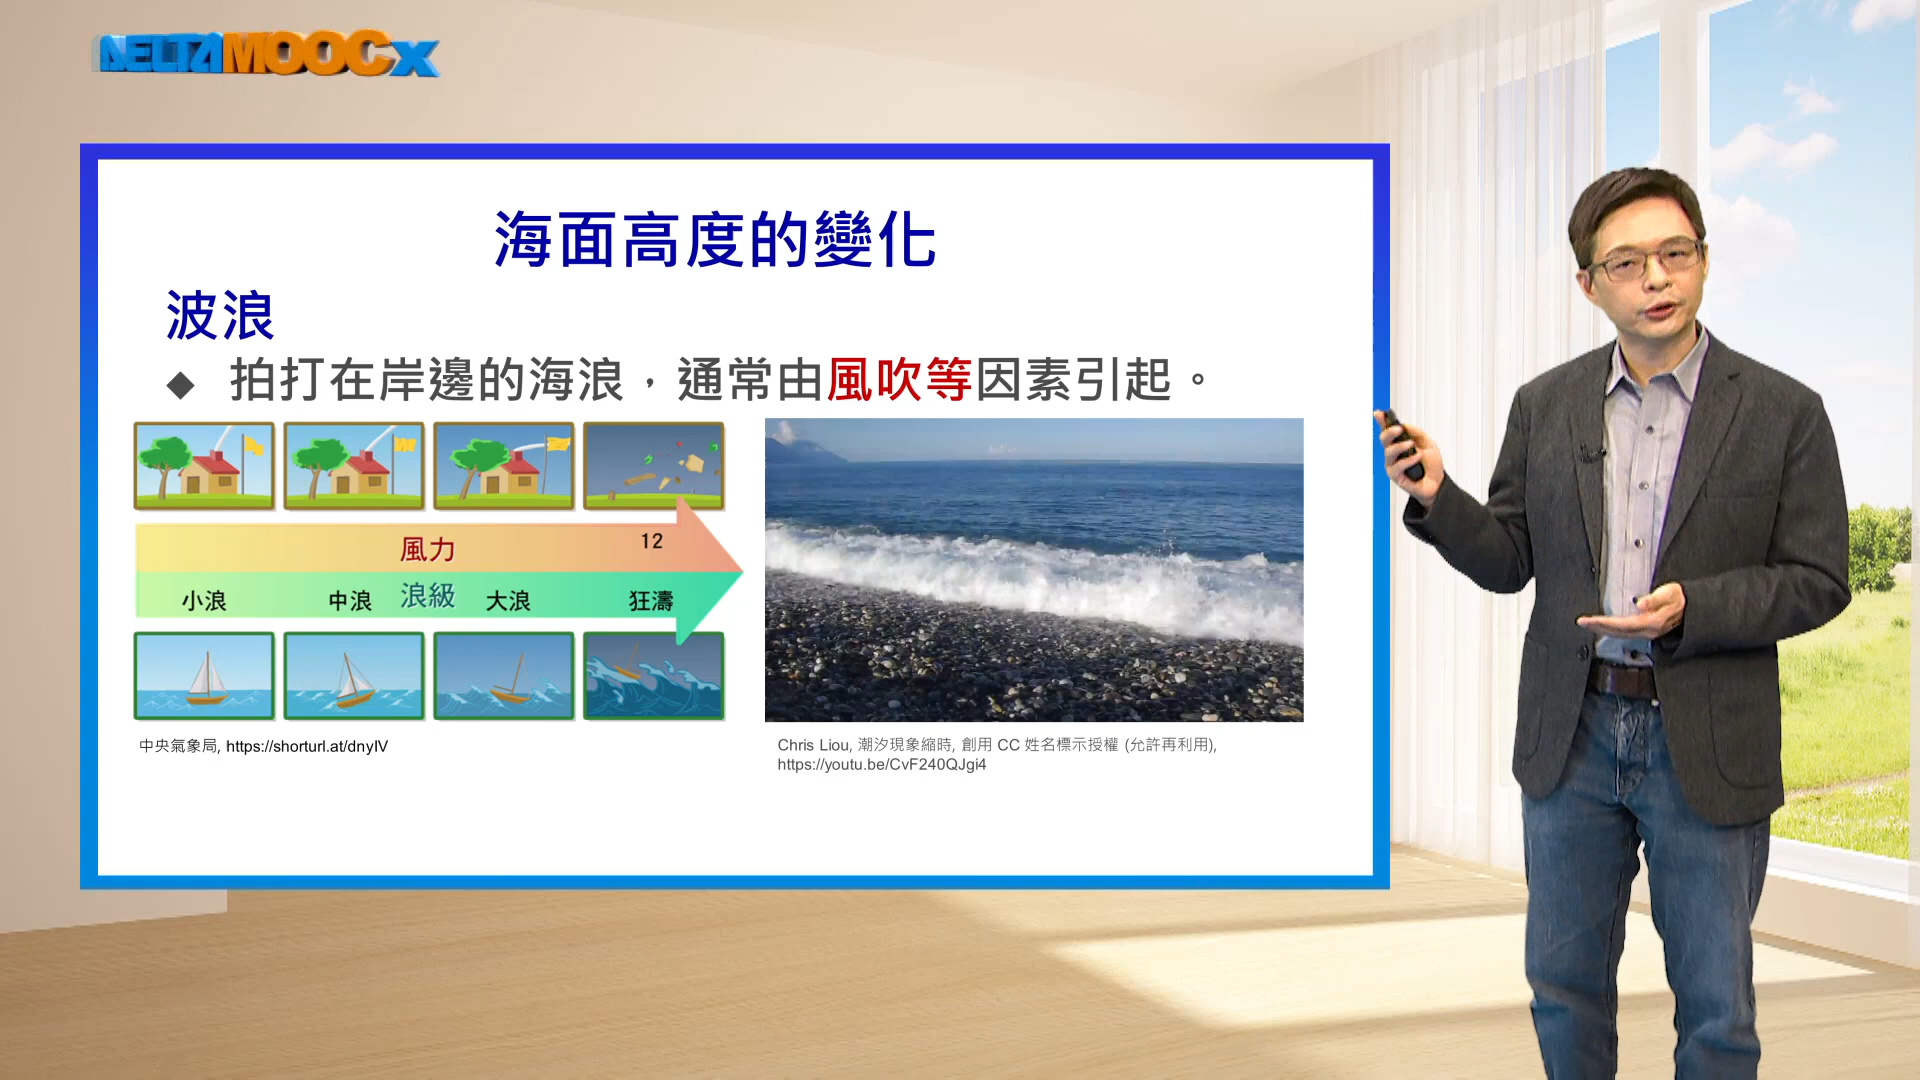 DELTAMOOCx
海面高度的變化
波浪
◆ 拍打在岸邊的海浪，通常由風吹等因素引起。
風力 12
小浪 中浪 浪級 大浪 狂濤
中央氣象局, https://shorturl.at/dnyIV
Chris Liou, 潮汐現象縮時, 創用 CC 姓名標示授權 (允許再利用),
https://youtu.be/CvF240QJgi4